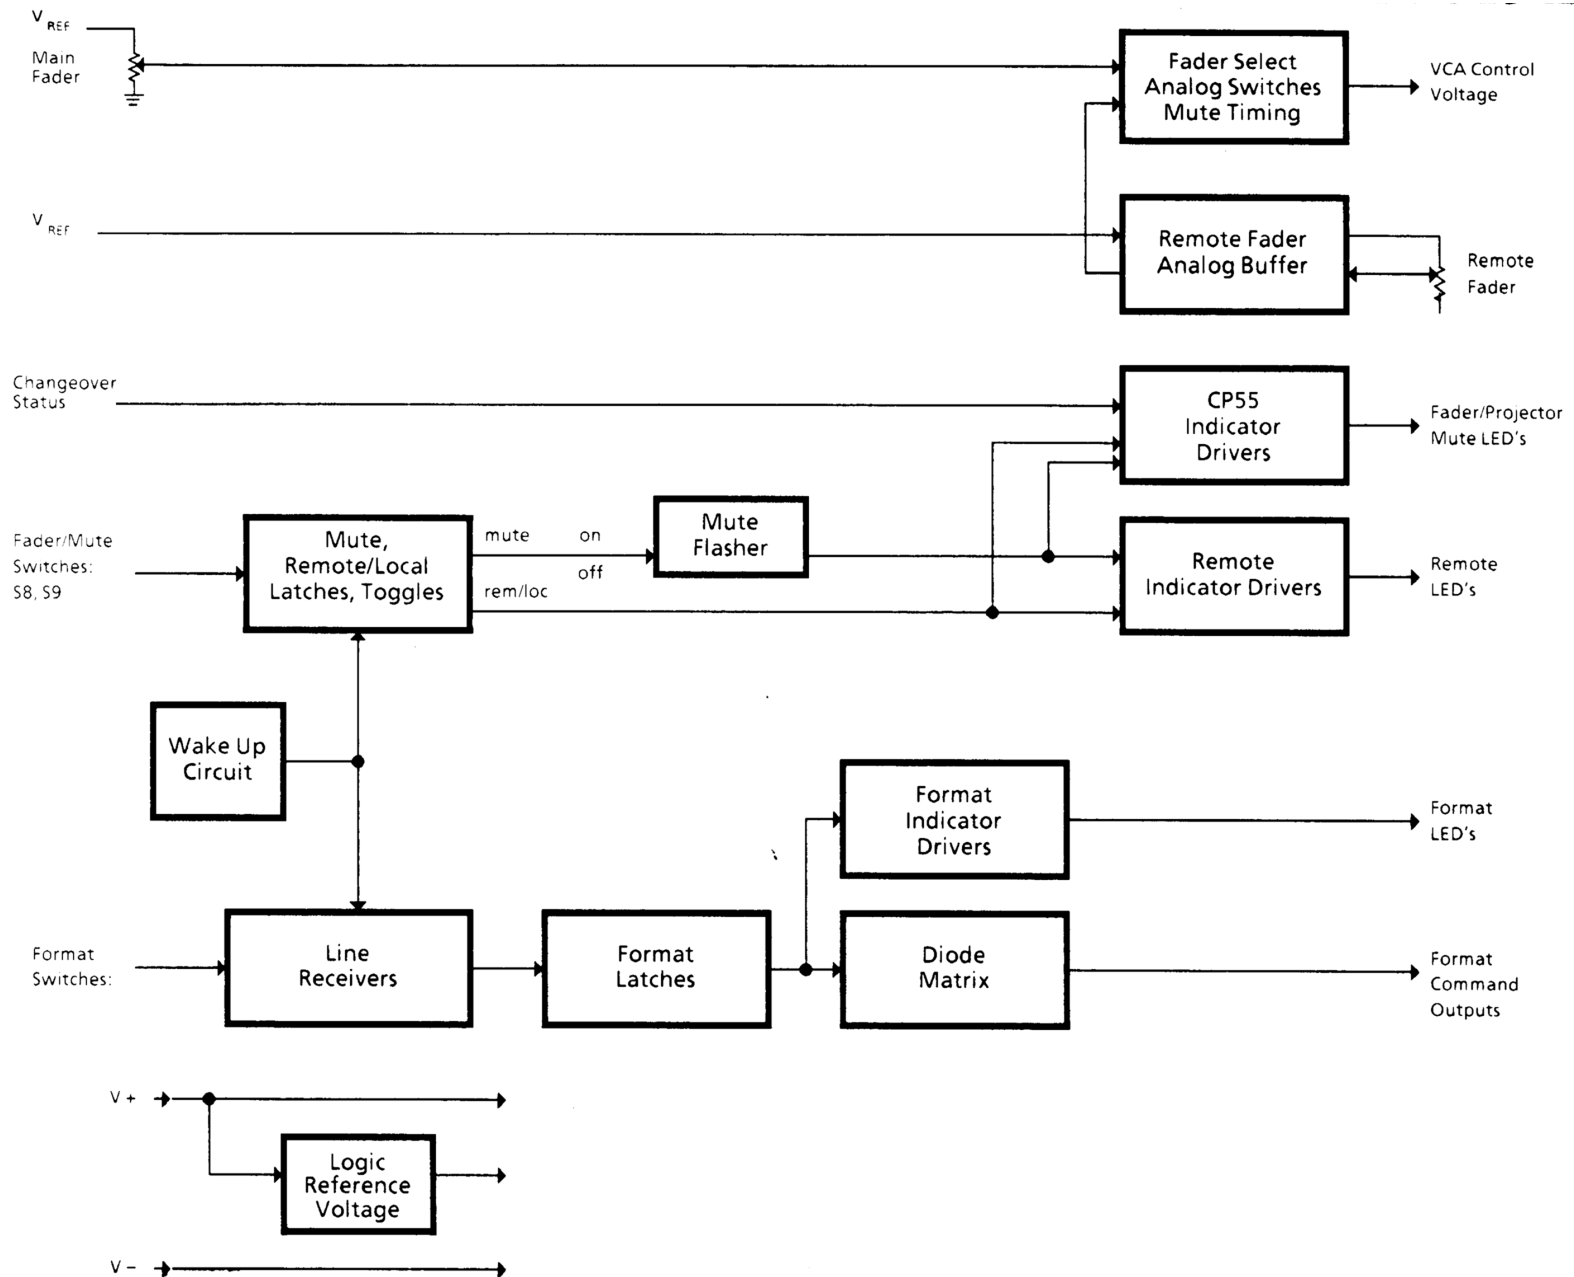 V REF
Main
Fader
Fader Select
Analog Switches
Mute Timing
VCA Control
Voltage
V REF
Remote Fader
Analog Buffer
Remote
Fader
Changeover
Status
CP55
Indicator
Drivers
Fader/Projector
Mute LED's
Fader/Mute
Switches:
S8, S9
Mute,
Remote/Local
Latches, Toggles
mute on
off
rem/loc
Mute
Flasher
Remote
Indicator Drivers
Remote
LED's
Wake Up
Circuit
Format
Indicator
Drivers
Format
LED's
Format
Switches:
Line
Receivers
Format
Latches
Diode
Matrix
Format
Command
Outputs
V +
Logic
Reference
Voltage
V –